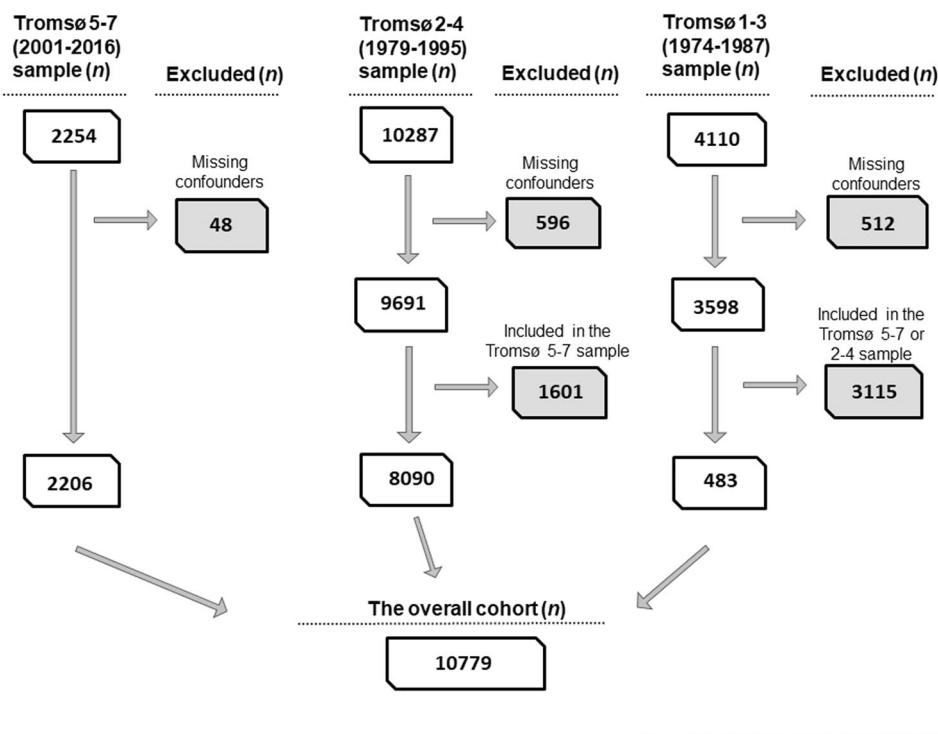 Tromsø 5-7
(2001-2016)
sample (n)
Excluded (n)
2254
Missing
confounders
48
2206
Tromsø 2-4
(1979-1995)
sample (n)
Excluded (n)
10287
Missing
confounders
596
9691
Included in the
Tromsø 5-7 sample
1601
8090
Tromsø 1-3
(1974-1987)
sample (n)
Excluded (n)
4110
Missing
confounders
512
3598
Included in the
Tromsø 5-7 or
2-4 sample
3115
483
The overall cohort (n)
10779